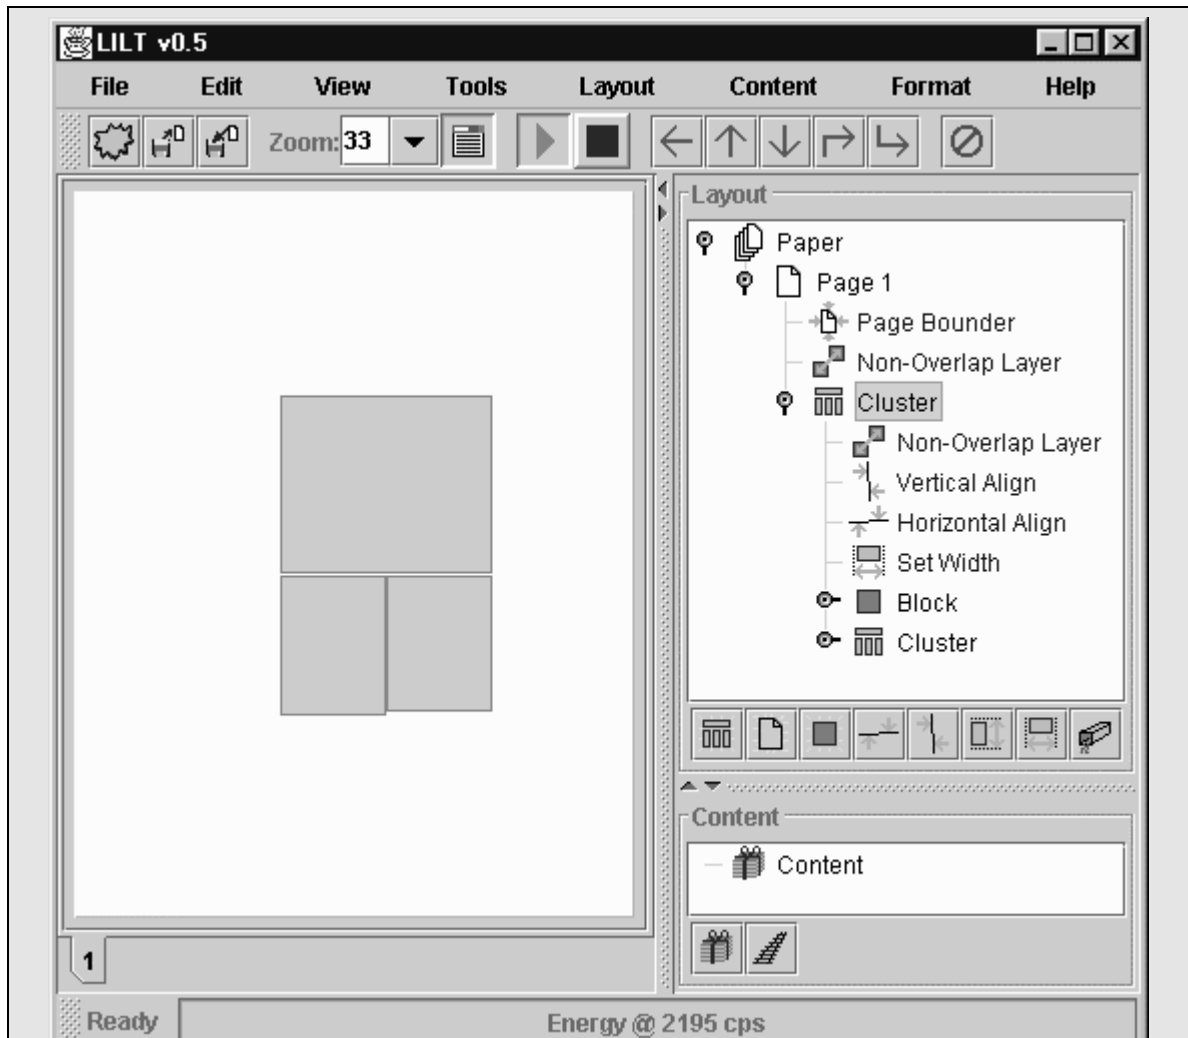 LILT v0.5
File Edit View Tools Layout Content Format Help
Zoom: 33
Layout
Paper
Page 1
Page Bounder
Non-Overlap Layer
Cluster
Non-Overlap Layer
Vertical Align
Horizontal Align
Set Width
Block
Cluster
Content
Content
1
Ready Energy @ 2195 cps